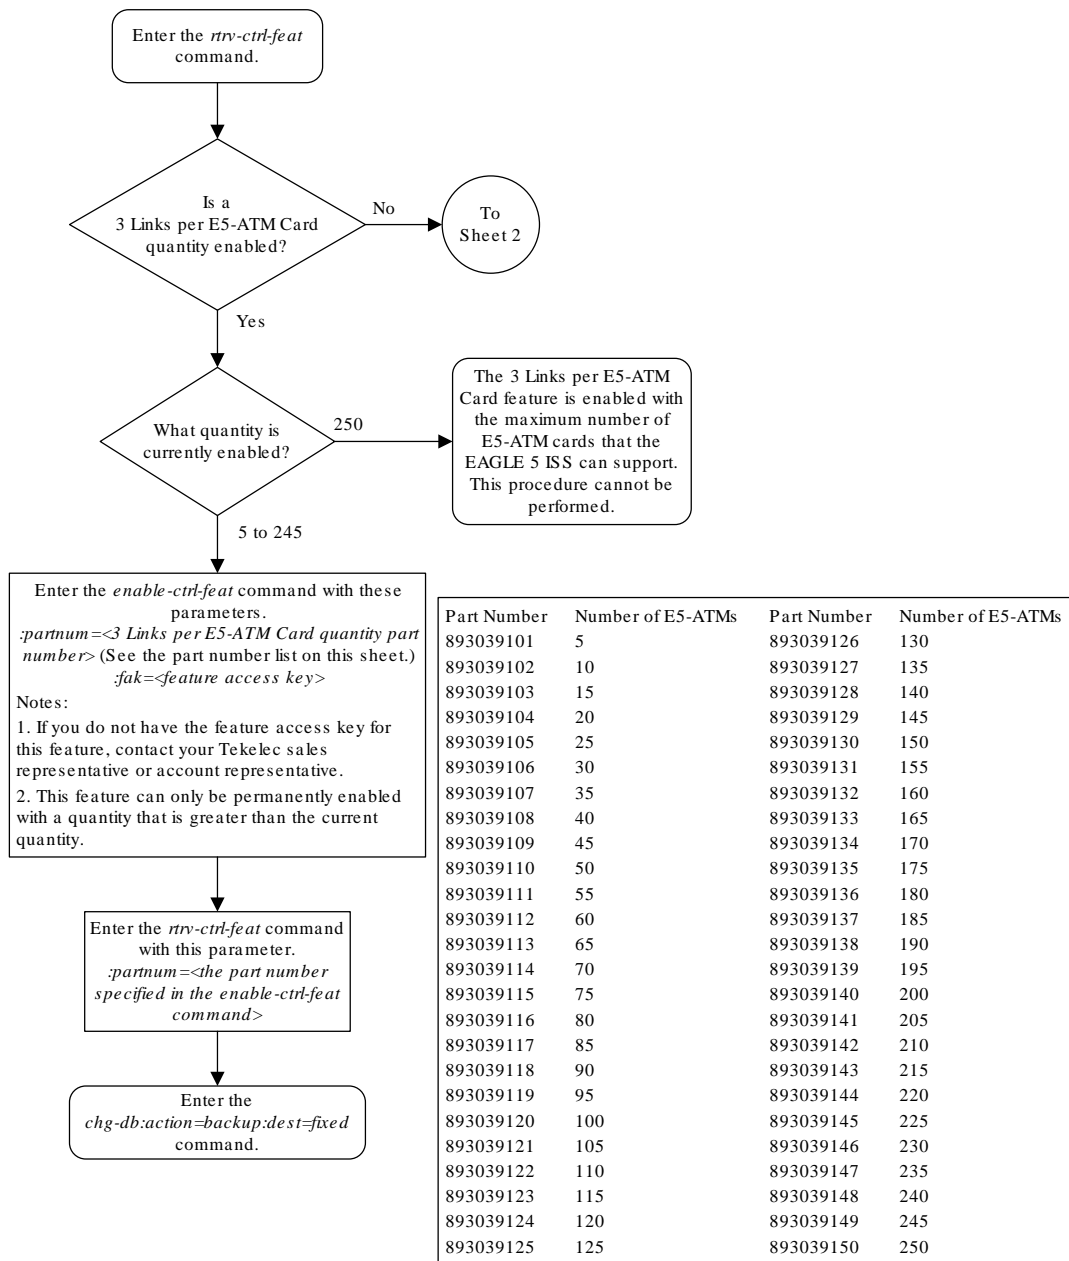 Enter the rtrv-ctrl-feat
command.
Is a
3 Links per E5-ATM Card
quantity enabled?
No
To
Sheet 2
Yes
What quantity is
currently enabled?
250
The 3 Links per E5-ATM
Card feature is enabled with
the maximum number of
E5-ATM cards that the
EAGLE 5 ISS can support.
This procedure cannot be
performed.
5 to 245
Enter the enable-ctrl-feat command with these
parameters.
:partnum=<3 Links per E5-ATM Card quantity part
number> (See the part number list on this sheet.)
:fak=<feature access key>
Notes:
1. If you do not have the feature access key for
this feature, contact your Tekelec sales
representative or account representative.
2. This feature can only be permanently enabled
with a quantity that is greater than the current
quantity.
Enter the rtrv-ctrl-feat command
with this parameter.
:partnum=<the part number
specified in the enable-ctrl-feat
command>
Enter the
chg-db:action=backup:dest=fixed
command.
Part Number Number of E5-ATMs Part Number Number of E5-ATMs
893039101 5 893039126 130
893039102 10 893039127 135
893039103 15 893039128 140
893039104 20 893039129 145
893039105 25 893039130 150
893039106 30 893039131 155
893039107 35 893039132 160
893039108 40 893039133 165
893039109 45 893039134 170
893039110 50 893039135 175
893039111 55 893039136 180
893039112 60 893039137 185
893039113 65 893039138 190
893039114 70 893039139 195
893039115 75 893039140 200
893039116 80 893039141 205
893039117 85 893039142 210
893039118 90 893039143 215
893039119 95 893039144 220
893039120 100 893039145 225
893039121 105 893039146 230
893039122 110 893039147 235
893039123 115 893039148 240
893039124 120 893039149 245
893039125 125 893039150 250